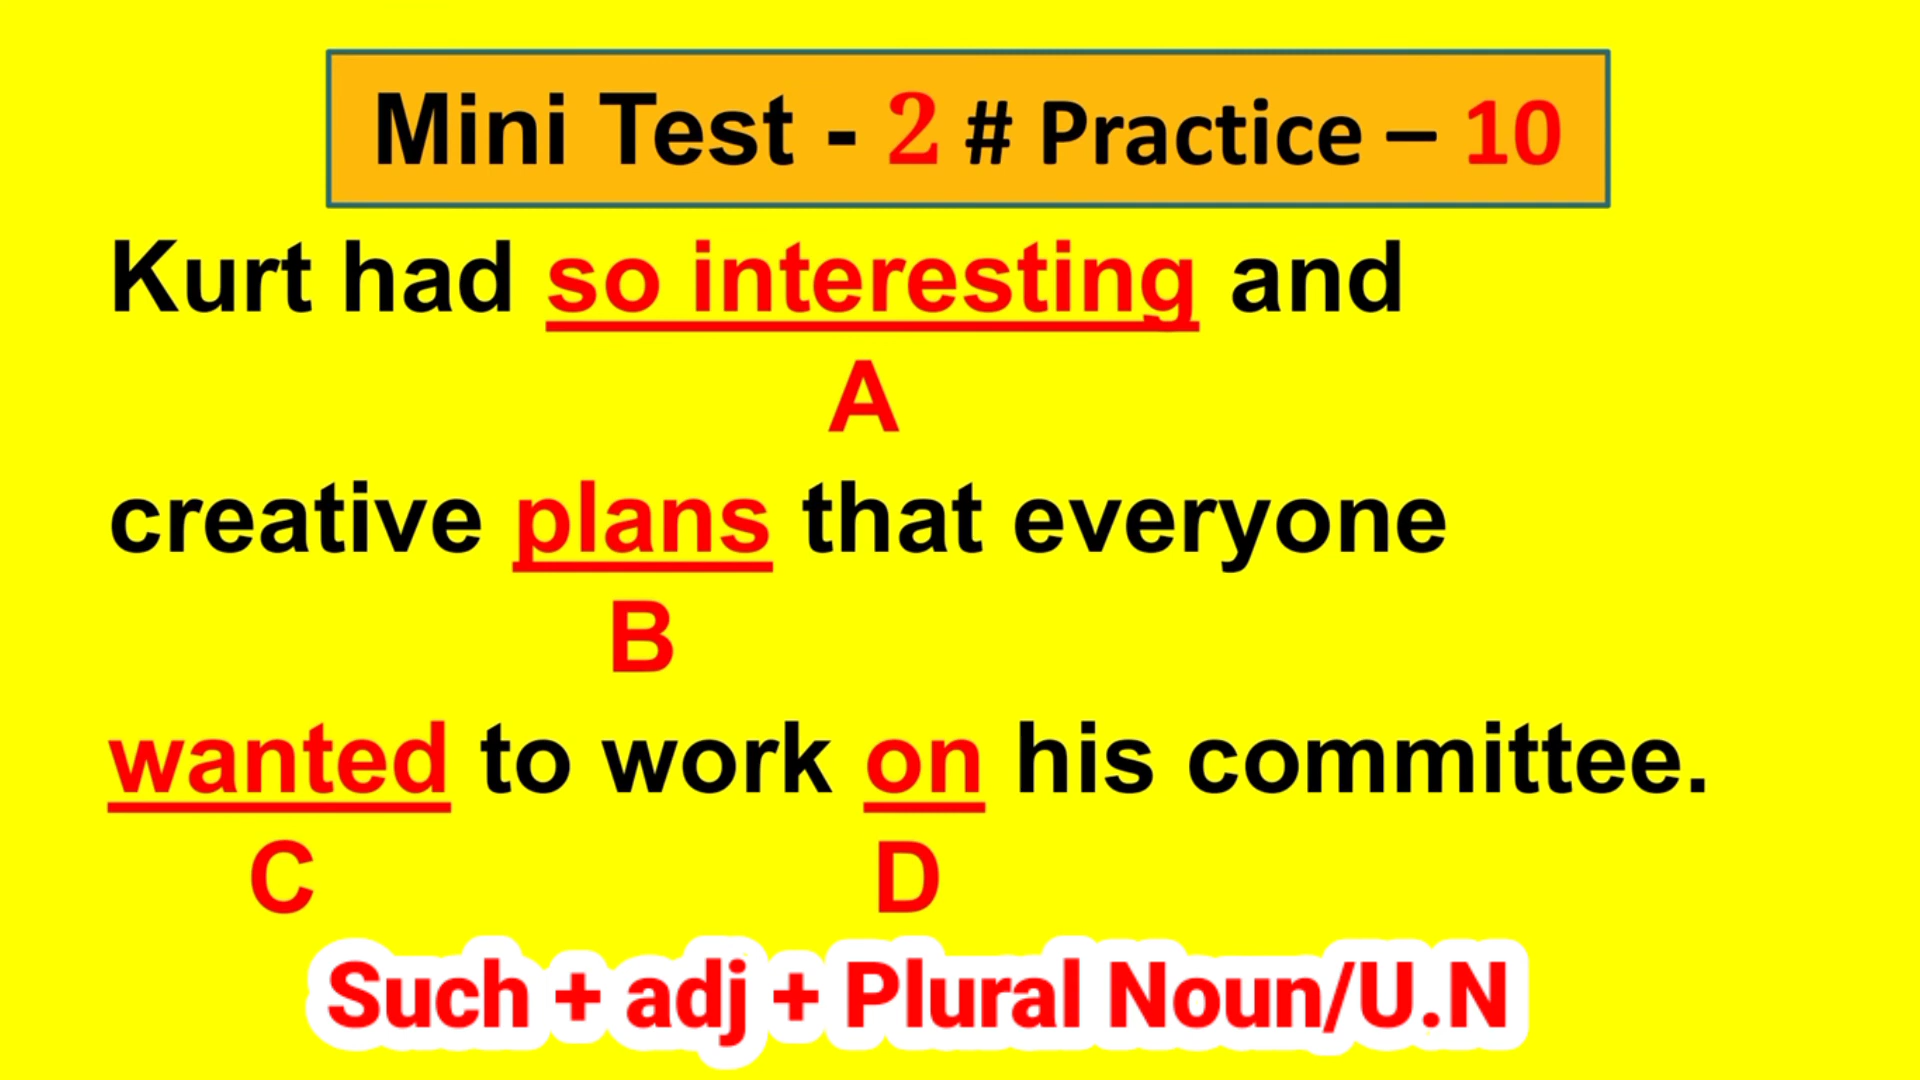 Mini Test - 2 # Practice – 10
Kurt had so interesting and
A
creative plans that everyone
B
wanted to work on his committee.
C D
Such + adj + Plural Noun/U.N